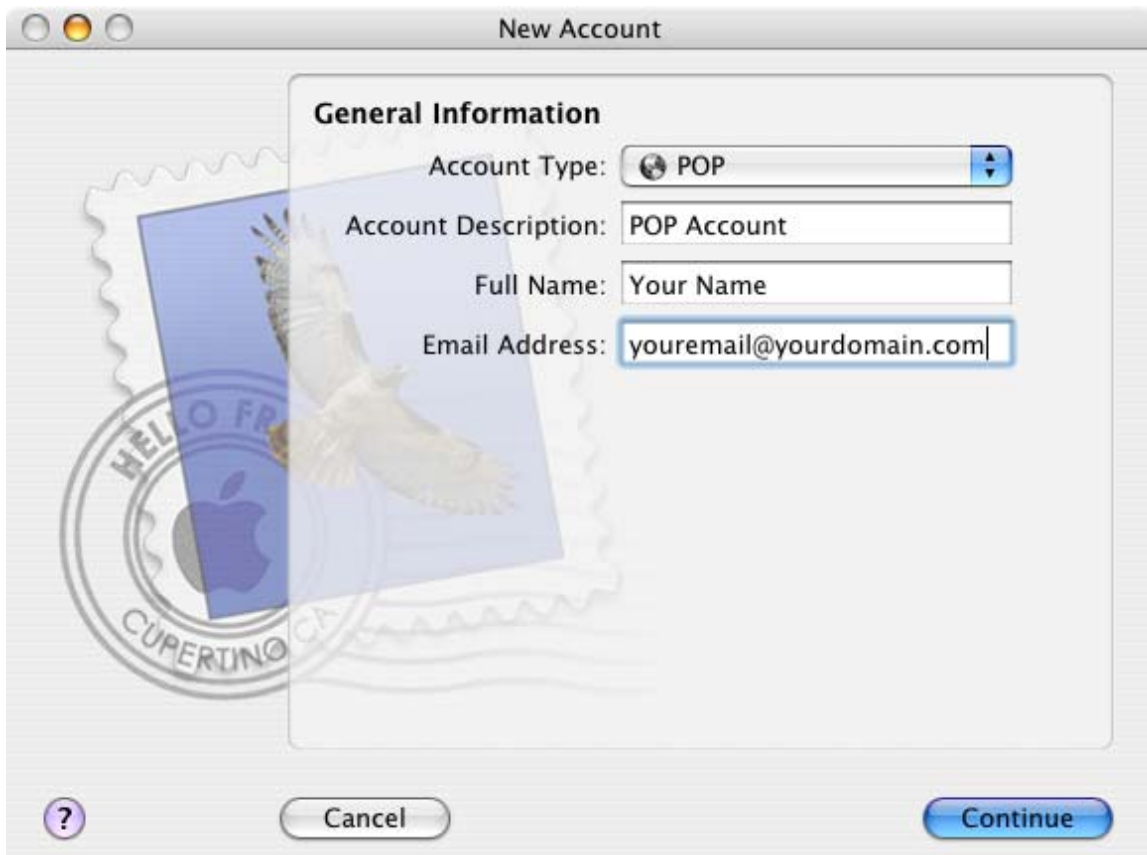 New Account
General Information
Account Type: POP
Account Description: POP Account
Full Name: Your Name
Email Address: youremail@yourdomain.com
HELLO FR
CUPERTINO CA
?
Cancel
Continue